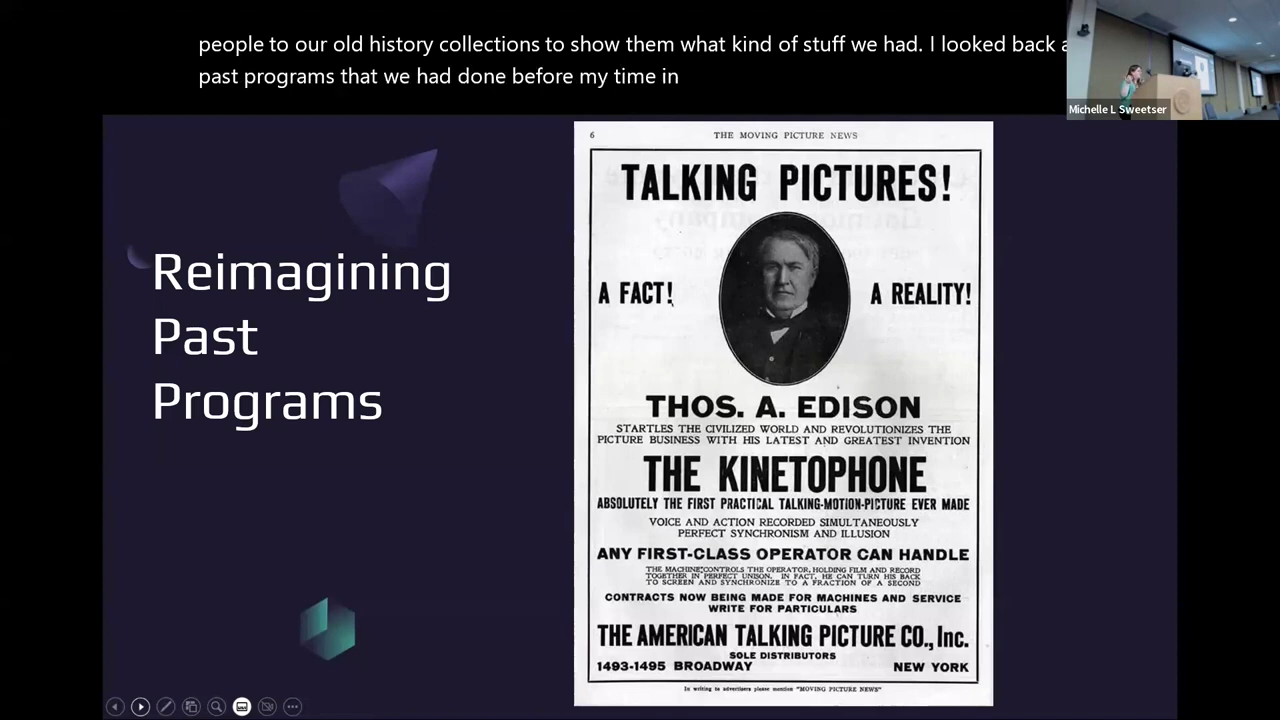 people to our old history collections to show them what kind of stuff we had. I looked back
past programs that we had done before my time in
Michelle L Sweetser
Reimagining
Past
Programs
6 THE MOVING PICTURE NEWS
TALKING PICTURES!
A FACT! A REALITY!
THOS. A. EDISON
STARTLES THE CIVILIZED WORLD AND REVOLUTIONIZES THE
PICTURE BUSINESS WITH HIS LATEST AND GREATEST INVENTION
THE KINETOPHONE
ABSOLUTELY THE FIRST PRACTICAL TALKING-MOTION-PICTURE EVER MADE
VOICE AND ACTION RECORDED SIMULTANEOUSLY
PERFECT SYNCHRONISM AND ILLUSION
ANY FIRST-CLASS OPERATOR CAN HANDLE
THE MACHINE CONTROLS THE OPERATOR, HOLDING FILM AND RECORD
TOGETHER IN PERFECT UNISON. IN FACT, HE CAN TURN HIS BACK
TO SCREEN AND SYNCHRONIZE TO A FRACTION OF A SECOND
CONTRACTS NOW BEING MADE FOR MACHINES AND SERVICE
WRITE FOR PARTICULARS
THE AMERICAN TALKING PICTURE CO., Inc.
SOLE DISTRIBUTORS
1493-1495 BROADWAY NEW YORK
In writing to advertisers please mention "MOVING PICTURE NEWS"